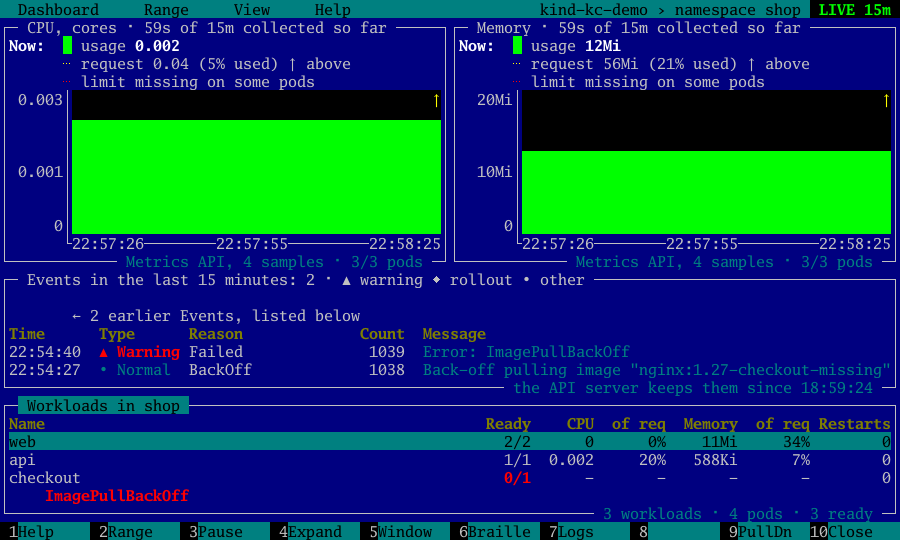 Dashboard Range View Help kind-kc-demo › namespace shop LIVE 15m
CPU, cores · 59s of 15m collected so far
Now: usage 0.002
request 0.04 (5% used) ↑ above
limit missing on some pods
0.003
↑
0.001
0
22:57:26 22:57:55 22:58:25
Metrics API, 4 samples · 3/3 pods
Memory · 59s of 15m collected so far
Now: usage 12Mi
request 56Mi (21% used) ↑ above
limit missing on some pods
20Mi
↑
10Mi
0
22:57:26 22:57:55 22:58:25
Metrics API, 4 samples · 3/3 pods
Events in the last 15 minutes: 2 · ▲ warning ◆ rollout • other
← 2 earlier Events, listed below
Time Type Reason Count Message
22:54:40 ▲ Warning Failed 1039 Error: ImagePullBackOff
22:54:27 • Normal BackOff 1038 Back-off pulling image "nginx:1.27-checkout-missing"
the API server keeps them since 18:59:24
Workloads in shop
Name Ready CPU of req Memory of req Restarts
web 2/2 0 0% 11Mi 34% 0
api 1/1 0.002 20% 588Ki 7% 0
checkout 0/1 – – – – 0
ImagePullBackOff
3 workloads · 4 pods · 3 ready
1Help 2Range 3Pause 4Expand 5Window 6Braille 7Logs 8 9PullDn 10Close